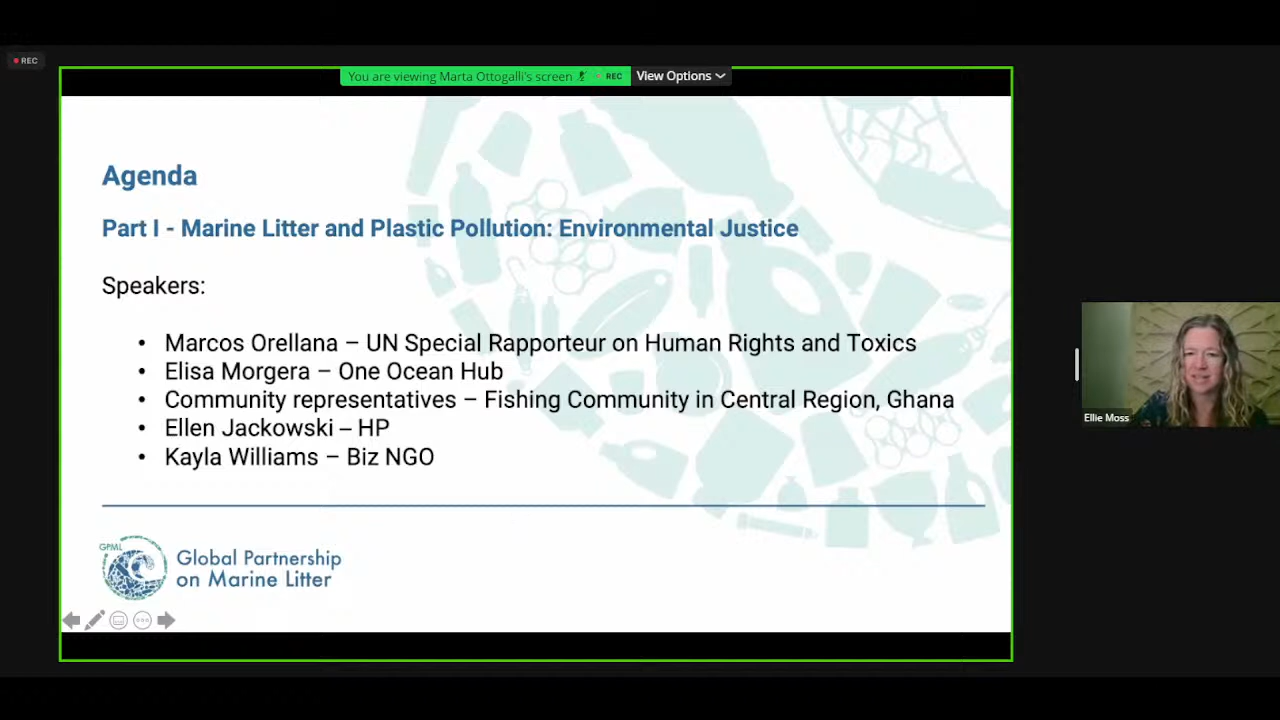 REC
You are viewing Marta Ottogalli's screen REC View Options
Agenda
Part I - Marine Litter and Plastic Pollution: Environmental Justice
Speakers:
• Marcos Orellana – UN Special Rapporteur on Human Rights and Toxics
• Elisa Morgera – One Ocean Hub
• Community representatives – Fishing Community in Central Region, Ghana
• Ellen Jackowski – HP
• Kayla Williams – Biz NGO
Ellie Moss
GPML
Global Partnership
on Marine Litter